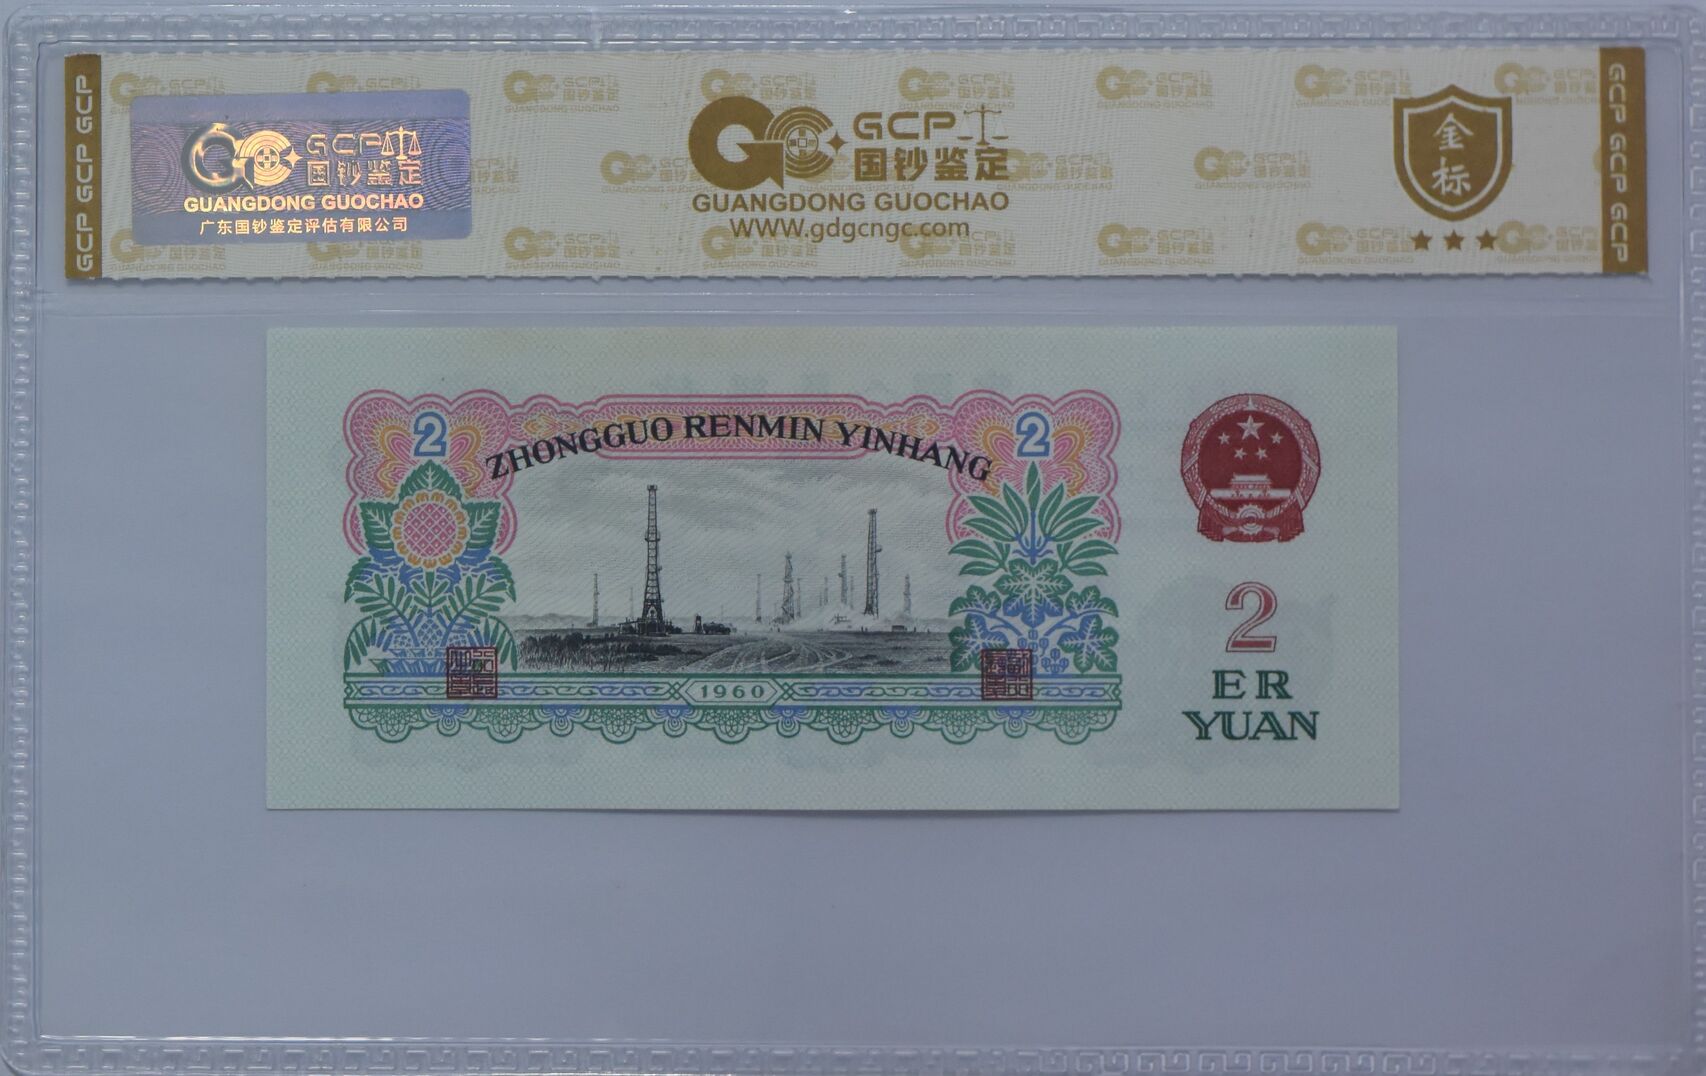 GCP GCP GCP
GCP
国钞鉴定
GUANGDONG GUOCHAO
广东国钞鉴定评估有限公司
GCP
国钞鉴定
GUANGDONG GUOCHAO
WWW.gdgcngc.com
金标
GCP GCP GCP
ZHONGGUO RENMIN YINHANG
2
2
1960
2
ER
YUAN